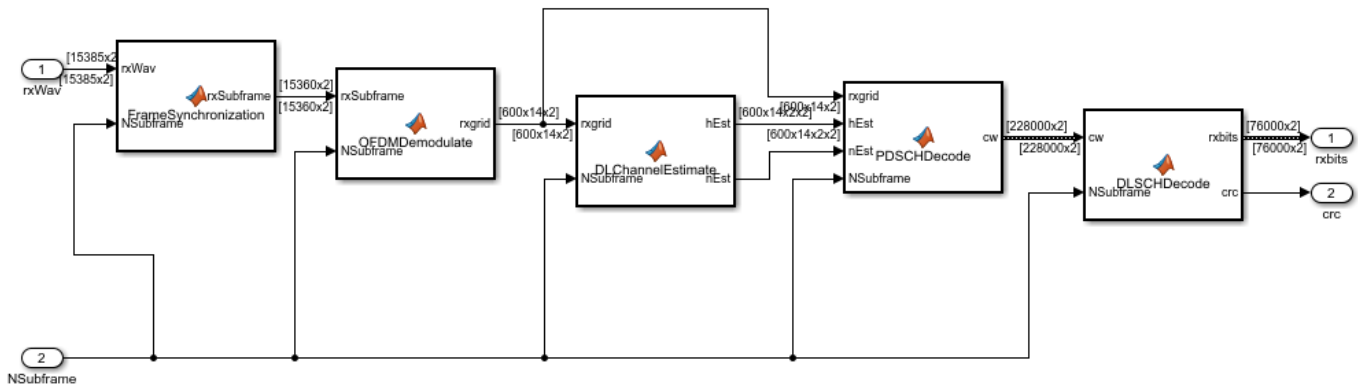 1
rxWav
[15385x2
[15385x2]
rxWav
NSubframe
rxSubframe
FrameSynchronization
[15360x2]
[15360x2]
rxSubframe
NSubframe
rxgrid
OFDMDemodulate
[600x14x2]
[600x14x2]
rxgrid
NSubframe
hEst
nEst
DLChannelEstimate
[600x14x2x2]
[600x14x2]
[600x14x2x2]
rxgrid
hEst
nEst
NSubframe
cw
PDSCHDecode
[228000x2]
[228000x2]
cw
NSubframe
rxbits
crc
DLSCHDecode
[76000x2]
[76000x2]
1
rxbits
2
crc
2
NSubframe